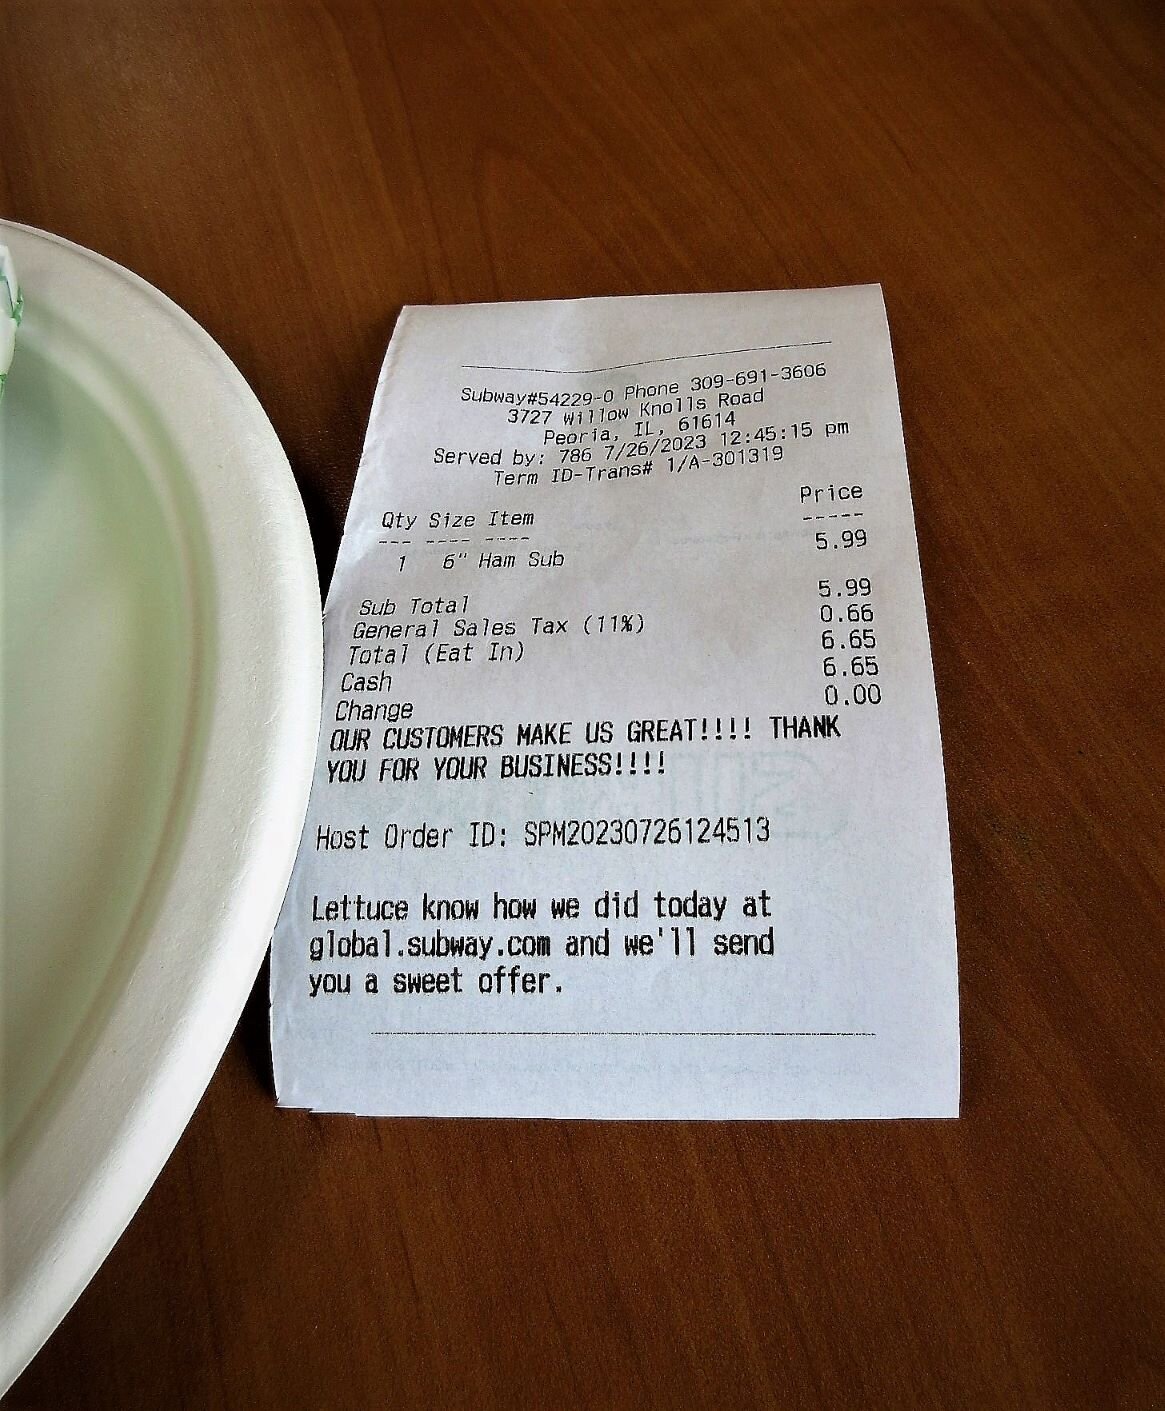 Subway#54229-0 Phone 309-691-3606
3727 Willow Knolls Road
Peoria, IL, 61614
Served by: 786 7/26/2023 12:45:15 pm
Term ID-Trans# 1/A-301319
Qty Size Item Price
--- ---- ---- -----
1 6" Ham Sub 5.99
Sub Total 5.99
General Sales Tax (11%) 0.66
Total (Eat In) 6.65
Cash 6.65
Change 0.00
OUR CUSTOMERS MAKE US GREAT!!!! THANK
YOU FOR YOUR BUSINESS!!!!
Host Order ID: SPM20230726124513
Lettuce know how we did today at
global.subway.com and we'll send
you a sweet offer.